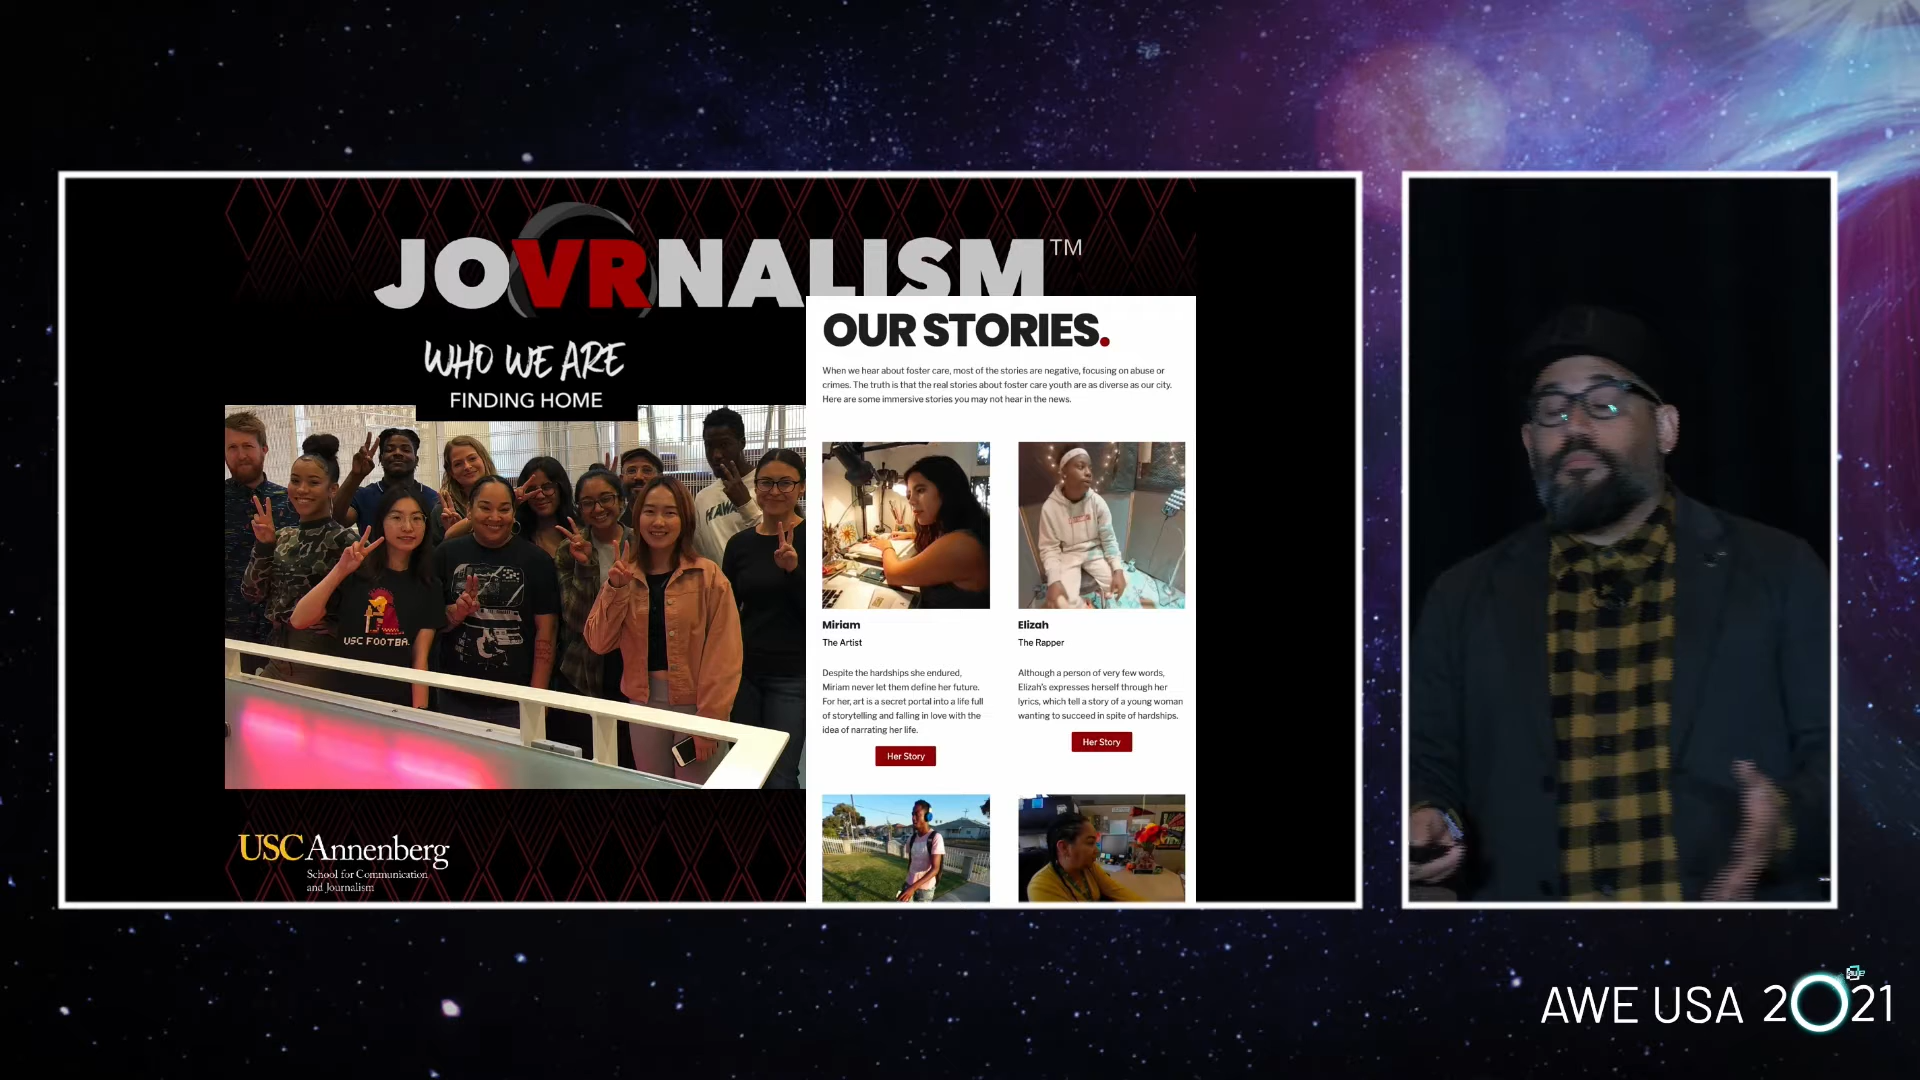 JOVRNALISM™
WHO WE ARE
FINDING HOME
HAWA
USC FOOTBA
USC Annenberg
School for Communication
and Journalism
OUR STORIES.
When we hear about foster care, most of the stories are negative, focusing on abuse or
crimes. The truth is that the real stories about foster care youth are as diverse as our city.
Here are some immersive stories you may not hear in the news.
Miriam
The Artist
Despite the hardships she endured,
Miriam never let them define her future.
For her, art is a secret portal into a life full
of storytelling and falling in love with the
idea of narrating her life.
Her Story
Elizah
The Rapper
Although a person of very few words,
Elizah's expresses herself through her
lyrics, which tell a story of a young woman
wanting to succeed in spite of hardships.
Her Story
AWE USA 2021